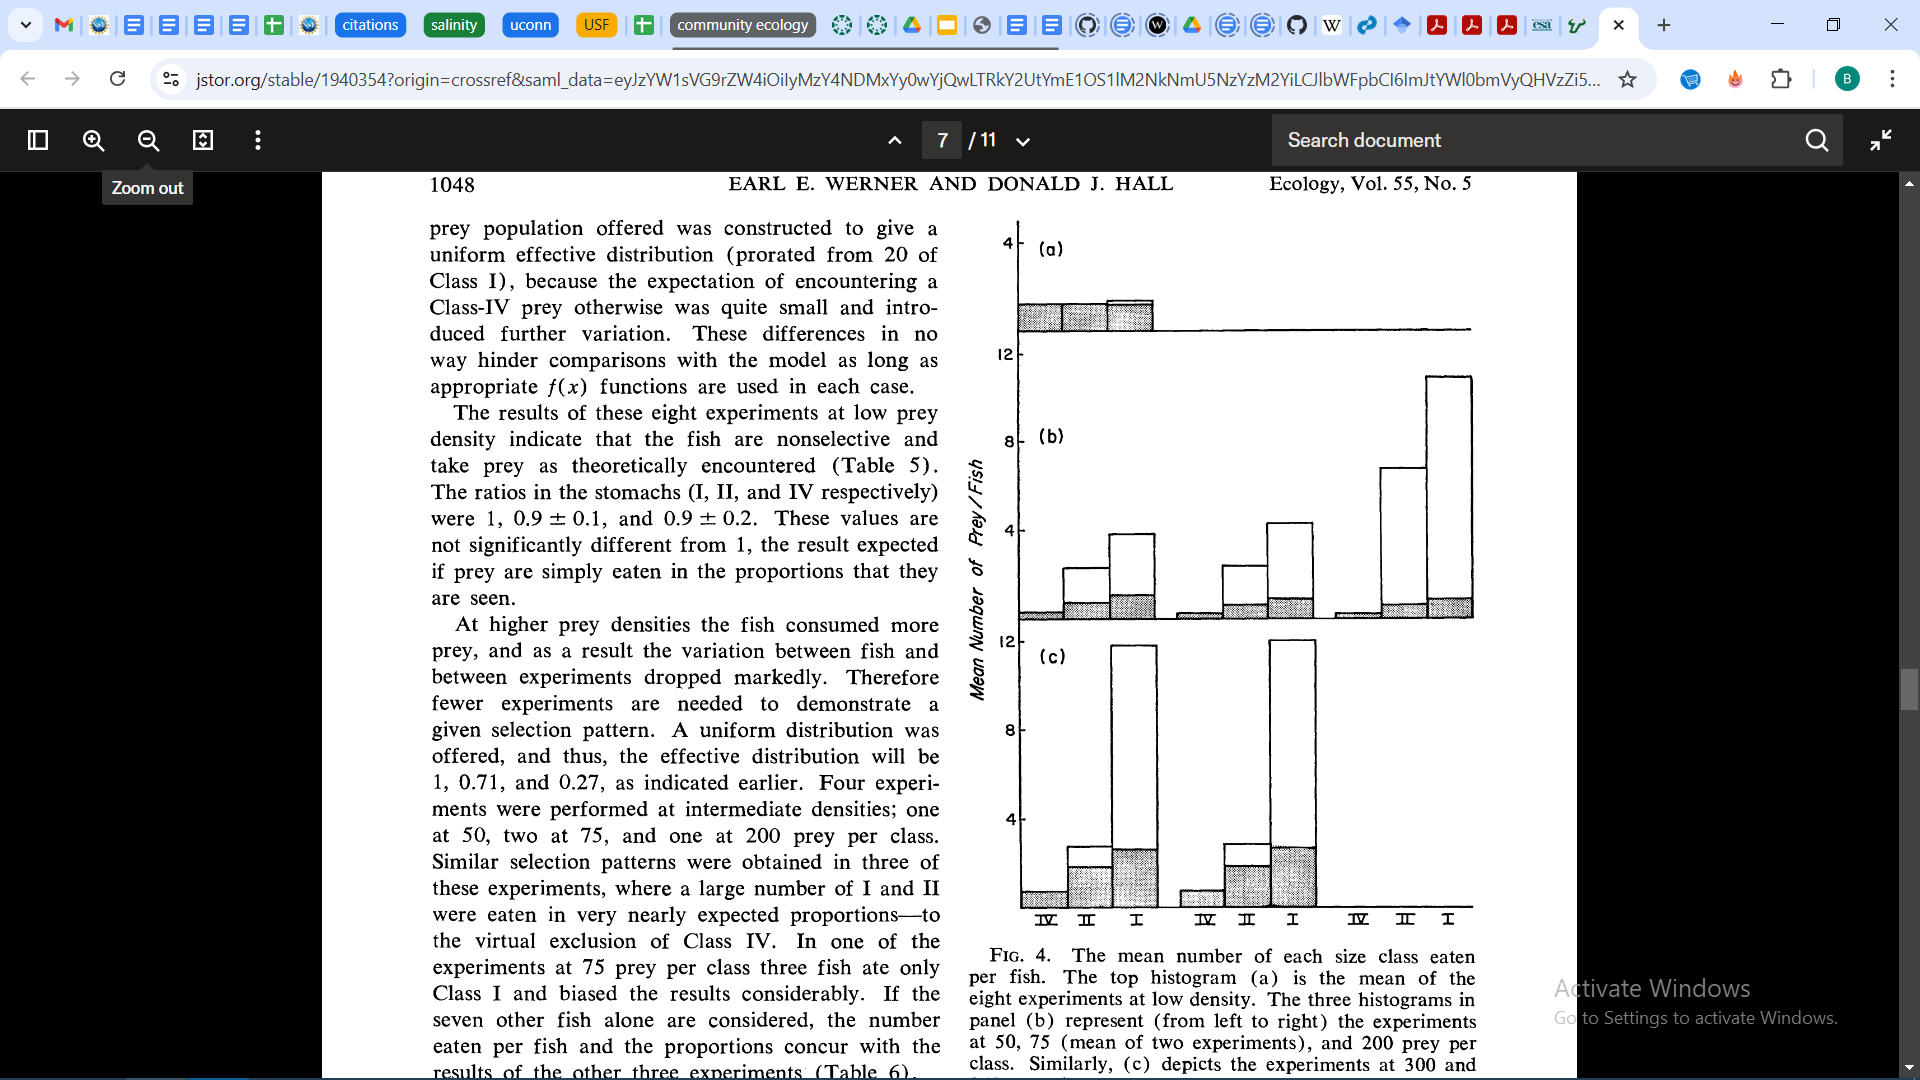 citations
salinity
uconn
USF
community ecology
jstor.org/stable/1940354?origin=crossref&saml_data=eyJzYW1sVG9rZW4iOiIyMzY4NDMxYy0wYjQwLTRkY2UtYmE1OS1lM2NkNmU5NzYzM2YiLCJlbWFpbCI6ImJtYWl0bmVyQHVzZi5...
B
7 / 11
Search document
Zoom out
1048 EARL E. WERNER AND DONALD J. HALL Ecology, Vol. 55, No. 5
prey population offered was constructed to give a
uniform effective distribution (prorated from 20 of
Class I), because the expectation of encountering a
Class-IV prey otherwise was quite small and intro-
duced further variation. These differences in no
way hinder comparisons with the model as long as
appropriate f(x) functions are used in each case.
The results of these eight experiments at low prey
density indicate that the fish are nonselective and
take prey as theoretically encountered (Table 5).
The ratios in the stomachs (I, II, and IV respectively)
were 1, 0.9 ± 0.1, and 0.9 ± 0.2. These values are
not significantly different from 1, the result expected
if prey are simply eaten in the proportions that they
are seen.
At higher prey densities the fish consumed more
prey, and as a result the variation between fish and
between experiments dropped markedly. Therefore
fewer experiments are needed to demonstrate a
given selection pattern. A uniform distribution was
offered, and thus, the effective distribution will be
1, 0.71, and 0.27, as indicated earlier. Four experi-
ments were performed at intermediate densities; one
at 50, two at 75, and one at 200 prey per class.
Similar selection patterns were obtained in three of
these experiments, where a large number of I and II
were eaten in very nearly expected proportions—to
the virtual exclusion of Class IV. In one of the
experiments at 75 prey per class three fish ate only
Class I and biased the results considerably. If the
seven other fish alone are considered, the number
eaten per fish and the proportions concur with the
results of the other three experiments (Table 6).
4 (a)
12
8 (b)
4
12 (c)
8
4
Mean Number of Prey / Fish
IV II I IV II I IV II I
FIG. 4. The mean number of each size class eaten
per fish. The top histogram (a) is the mean of the
eight experiments at low density. The three histograms in
panel (b) represent (from left to right) the experiments
at 50, 75 (mean of two experiments), and 200 prey per
class. Similarly, (c) depicts the experiments at 300 and
Activate Windows
Go to Settings to activate Windows.